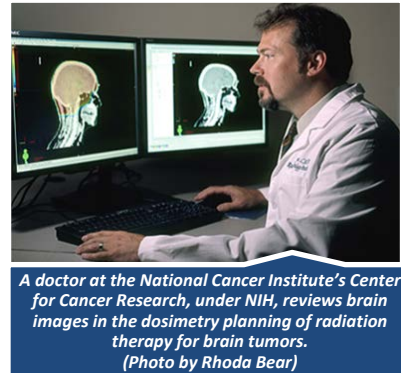 A doctor at the National Cancer Institute's Center
for Cancer Research, under NIH, reviews brain
images in the dosimetry planning of radiation
therapy for brain tumors.
(Photo by Rhoda Bear)